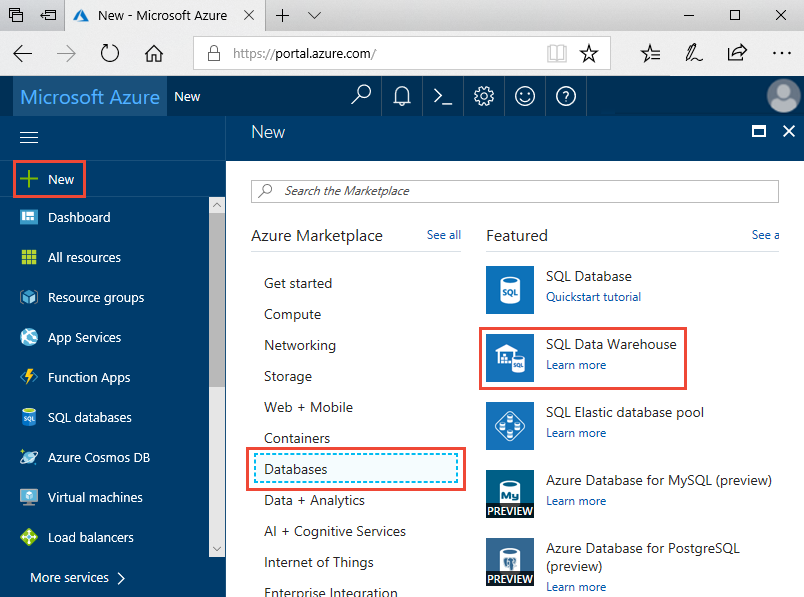 New - Microsoft Azure
https://portal.azure.com/
Microsoft Azure New
New
New
Dashboard
All resources
Resource groups
App Services
Function Apps
SQL databases
Azure Cosmos DB
Virtual machines
Load balancers
More services
Search the Marketplace
Azure Marketplace See all
Get started
Compute
Networking
Storage
Web + Mobile
Containers
Databases
Data + Analytics
AI + Cognitive Services
Internet of Things
Enterprise Integration
Featured See a
SQL
SQL Database
Quickstart tutorial
SQL
SQL Data Warehouse
Learn more
SQL Elastic database pool
Learn more
My
PREVIEW
Azure Database for MySQL (preview)
Learn more
PREVIEW
Azure Database for PostgreSQL
(preview)
Learn more